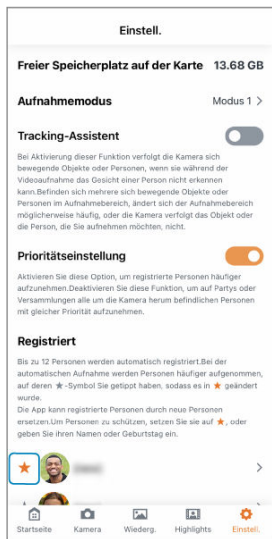 Einstell.
Freier Speicherplatz auf der Karte 13.68 GB
Aufnahmemodus Modus 1 >
Tracking-Assistent
Bei Aktivierung dieser Funktion verfolgt die Kamera sich
bewegende Objekte oder Personen, wenn sie während der
Videoaufnahme das Gosicht einer Person nicht erkennen
kann.Befinden sich mehrere sich bewegende Objekte oder
Personen im Aufnahmebereich, ändert sich der Aufnahmebereich
möglicherweise häufig, oder die Kamera verfolgt das Objekt oder
die Person, die Sie aufnehmen möchten, nicht.
Prioritätseinstellung
Aktivieren Sie diese Option, um registrierte Personen häufiger
aufzunehmen.Deaktivieren Sie diese Funktion, um auf Partys oder
Versammlungen alle um die Kamera herum befindlichen Personen
mit gleicher Priorität aufzunehmen.
Registriert
Bis zu 12 Personen werden automatisch registriert.Bei der
automatischen Aufnahme werden Personen häufiger aufgenommen,
auf deren ★-Symbol Sie getippt haben, sodass es in ★ geändert
wurde.
Die App kann registrierte Personen durch neue Personen
ersetzen.Um Personen zu schützen, setzen Sie sie auf ★, oder
geben Sie ihren Namen oder Geburtstag ein.
Startseite Kamera Wiederg. Highlights Einstell.